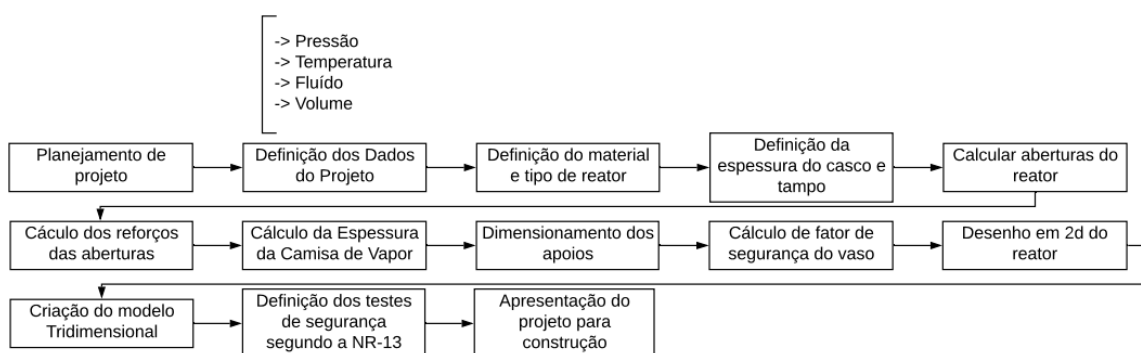 -> Pressão
-> Temperatura
-> Fluído
-> Volume
Planejamento de
projeto
Definição dos Dados
do Projeto
Definição do material
e tipo de reator
Definição da
espessura do casco e
tampo
Calcular aberturas do
reator
Cáculo dos reforços
das aberturas
Cálculo da Espessura
da Camisa de Vapor
Dimensionamento dos
apoios
Cálculo de fator de
segurança do vaso
Desenho em 2d do
reator
Criação do modelo
Tridimensional
Definição dos testes
de segurança
segundo a NR-13
Apresentação do
projeto para
construção